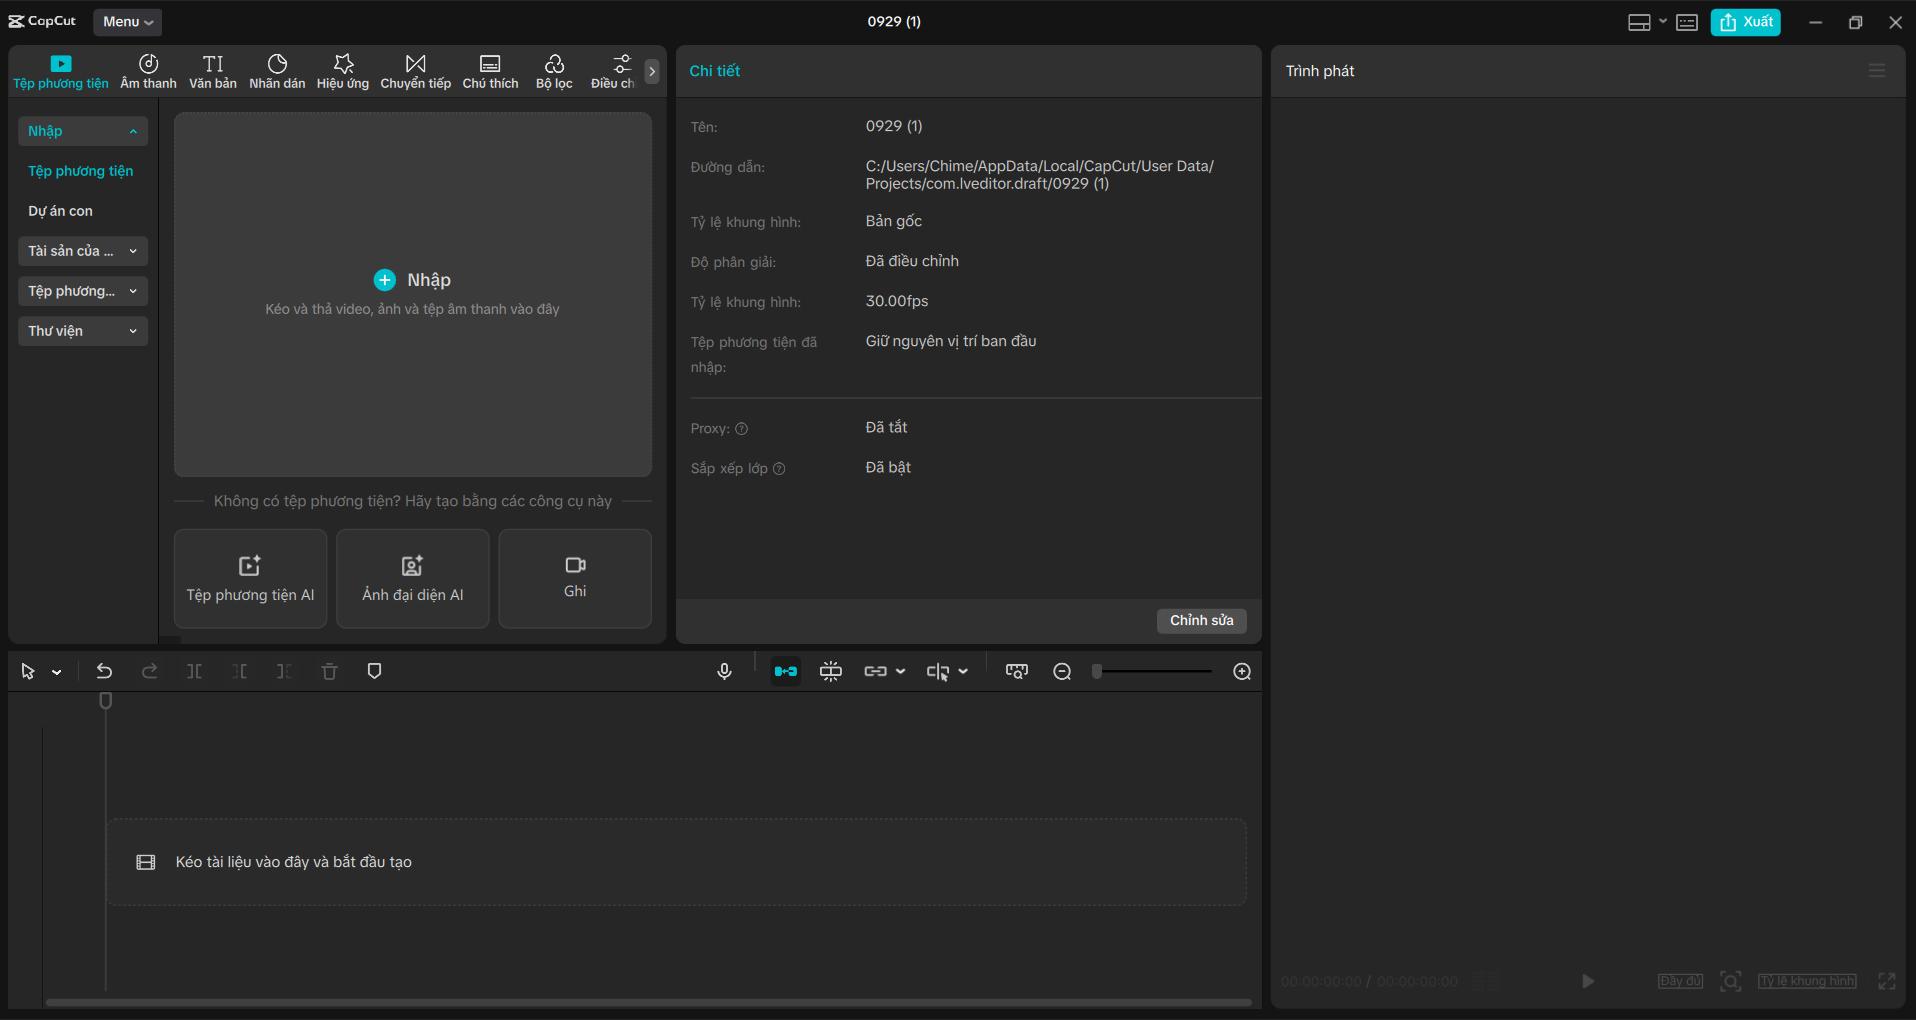 CapCut
Menu
0929 (1)
Xuất
Tệp phương tiện
Âm thanh
Văn bản
Nhãn dán
Hiệu ứng
Chuyển tiếp
Chú thích
Bộ lọc
Điều ch
Nhập
Tệp phương tiện
Dự án con
Tài sản của ...
Tệp phương...
Thư viện
Nhập
Kéo và thả video, ảnh và tệp âm thanh vào đây
Không có tệp phương tiện? Hãy tạo bằng các công cụ này
Tệp phương tiện AI
Ảnh đại diện AI
Ghi
Chi tiết
Tên:
0929 (1)
Đường dẫn:
C:/Users/Chime/AppData/Local/CapCut/User Data/
Projects/com.lveditor.draft/0929 (1)
Tỷ lệ khung hình:
Bản gốc
Độ phân giải:
Đã điều chỉnh
Tỷ lệ khung hình:
30.00fps
Tệp phương tiện đã
nhập:
Giữ nguyên vị trí ban đầu
Proxy:
Đã tắt
Sắp xếp lớp
Đã bật
Chỉnh sửa
Trình phát
00:00:00:00 / 00:00:00:00
Đầy đủ
Tỷ lệ khung hình
Kéo tài liệu vào đây và bắt đầu tạo